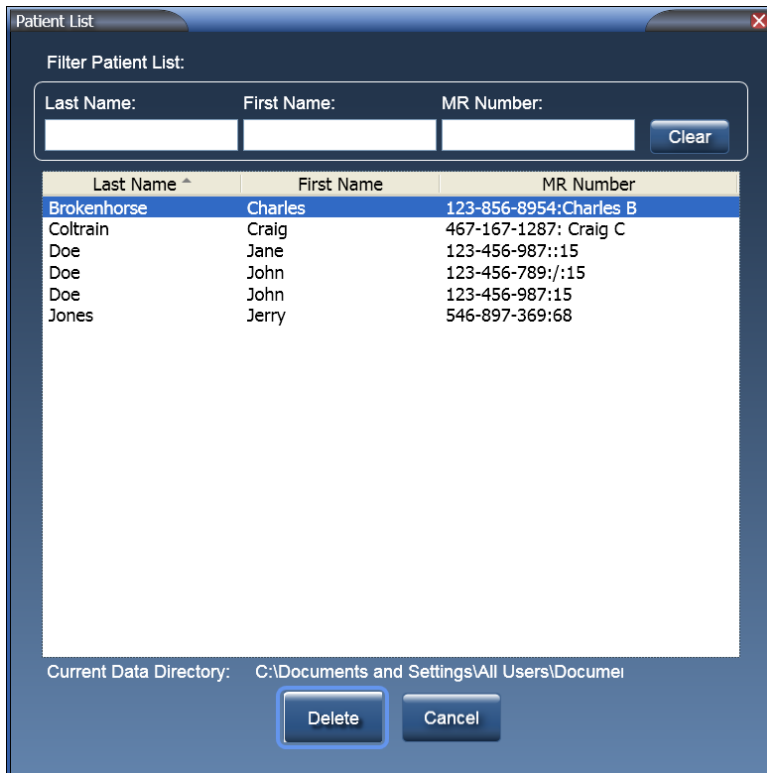 Patient List
Filter Patient List:
Last Name: First Name: MR Number:
Clear
Last Name First Name MR Number
Brokenhorse Charles 123-856-8954:Charles B
Coltrain Craig 467-167-1287: Craig C
Doe Jane 123-456-987::15
Doe John 123-456-789:/:15
Doe John 123-456-987:15
Jones Jerry 546-897-369:68
Current Data Directory: C:\Documents and Settings\All Users\Documei
Delete Cancel